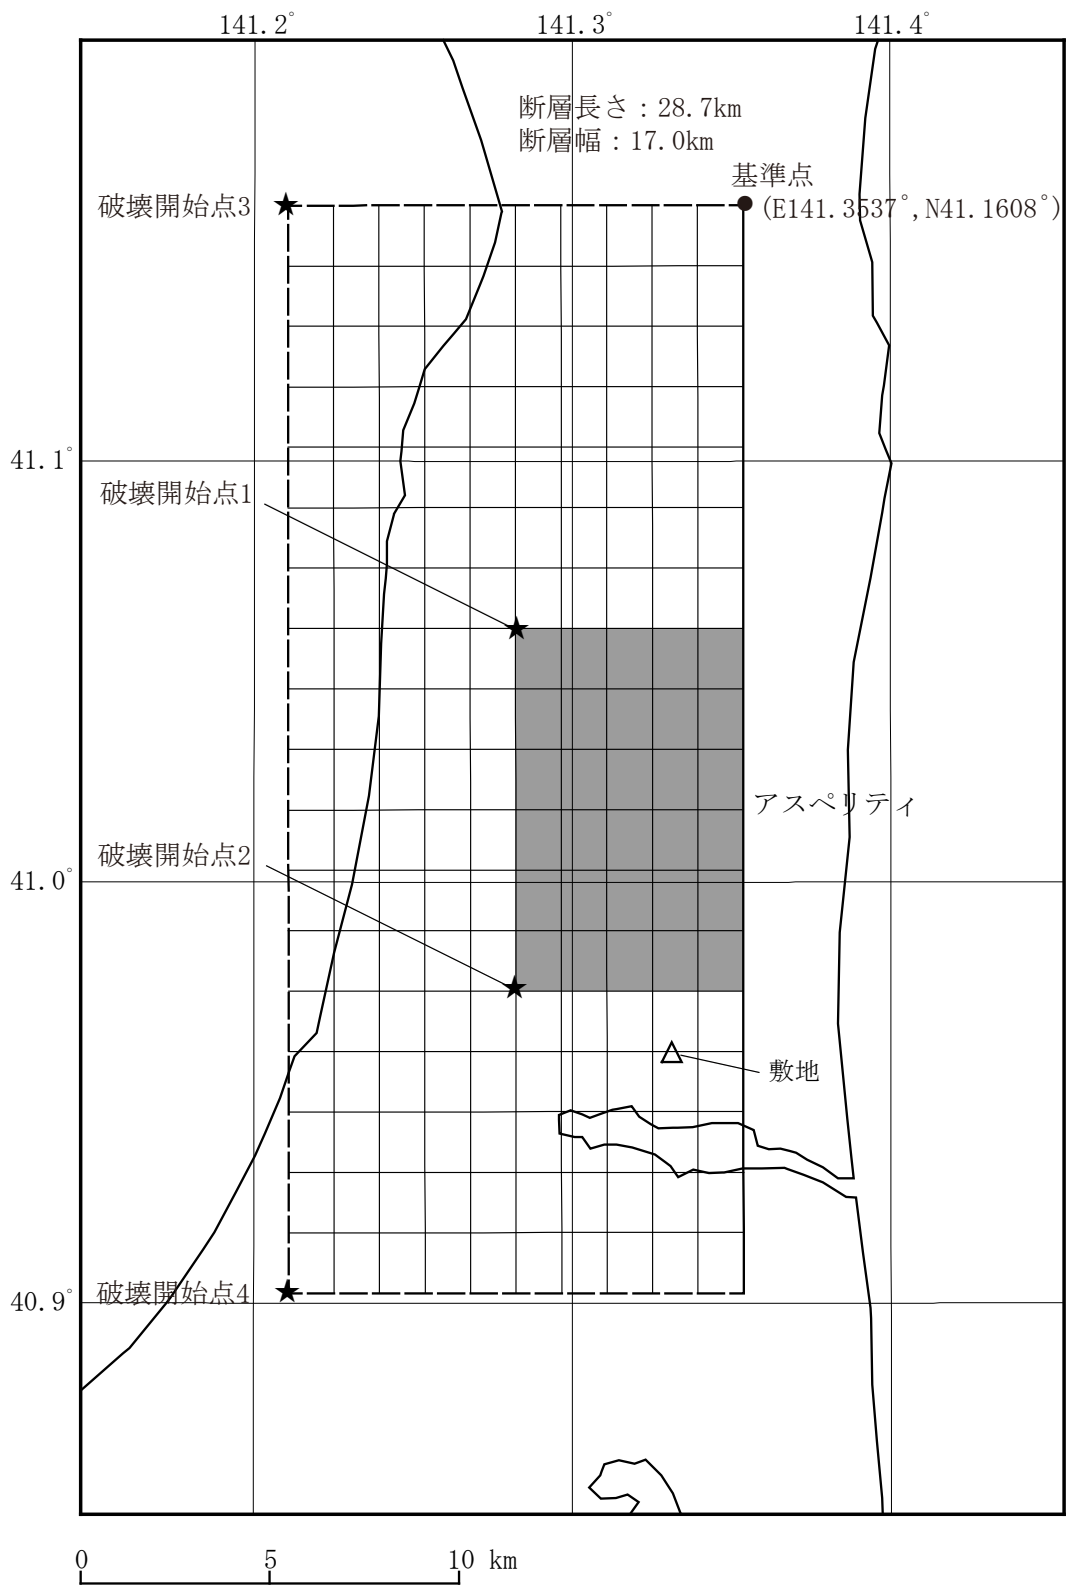 141.2°
141.3°
141.4°
断層長さ：28.7km
断層幅：17.0km
基準点
(E141.3537°,N41.1608°)
破壊開始点3
41.1°
破壊開始点1
アスペリティ
破壊開始点2
41.0°
敷地
破壊開始点4
40.9°
0 5 10 km